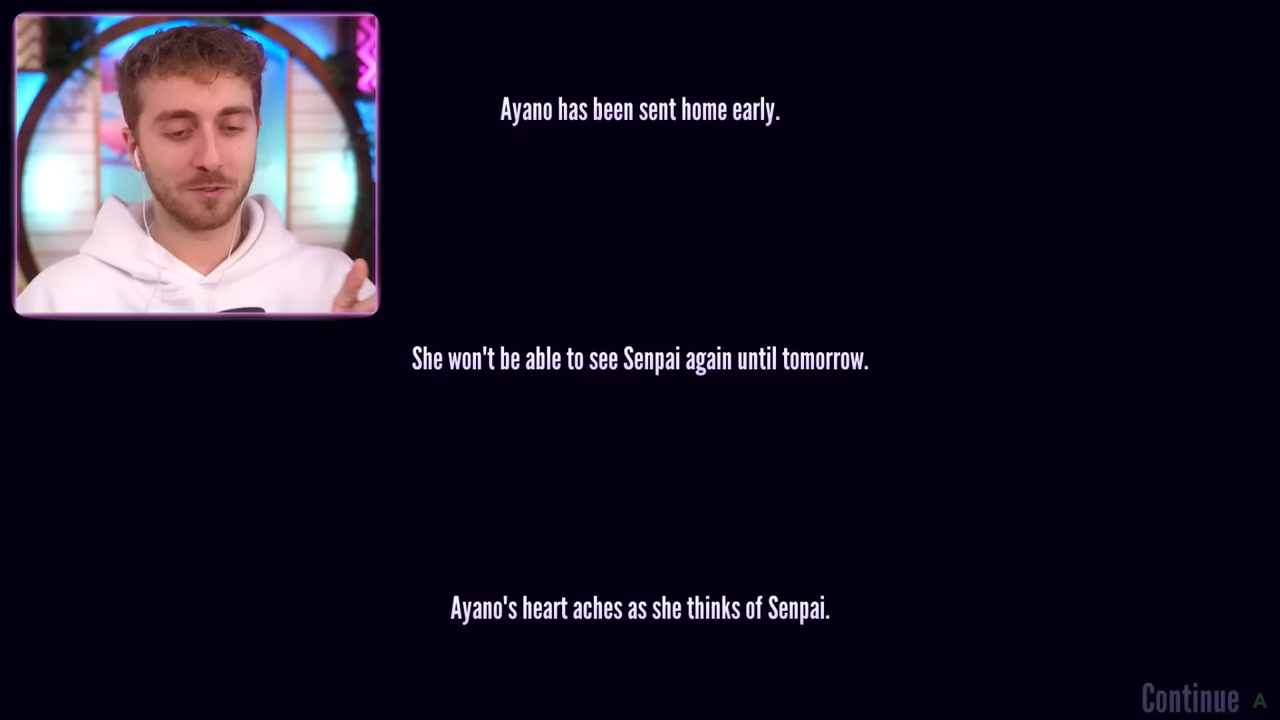 Ayano has been sent home early.
She won't be able to see Senpai again until tomorrow.
Ayano's heart aches as she thinks of Senpai.
Continue A